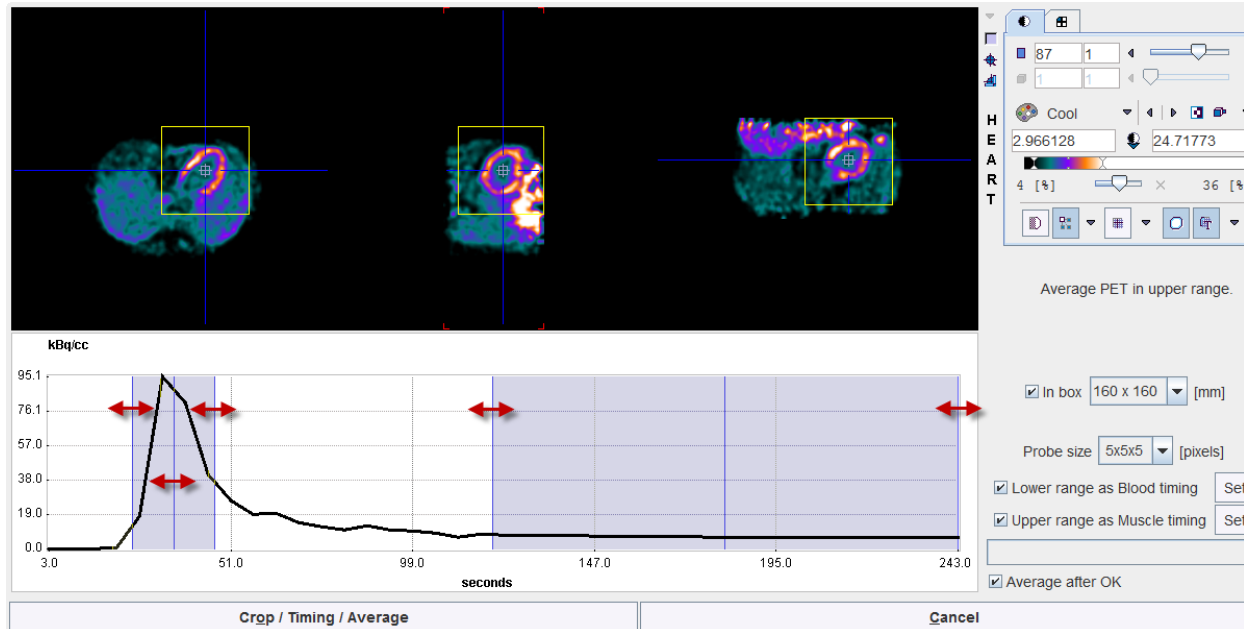 87 1
1 1
Cool
2.966128 24.71773
4 [%] 36 [%
H
E
A
R
T
Average PET in upper range.
kBq/cc
95.1
76.1
57.0
38.0
19.0
0.0
3.0 51.0 99.0 147.0 195.0 243.0
seconds
In box 160 x 160 [mm]
Probe size 5x5x5 [pixels]
Lower range as Blood timing Set
Upper range as Muscle timing Set
Average after OK
Crop / Timing / Average Cancel